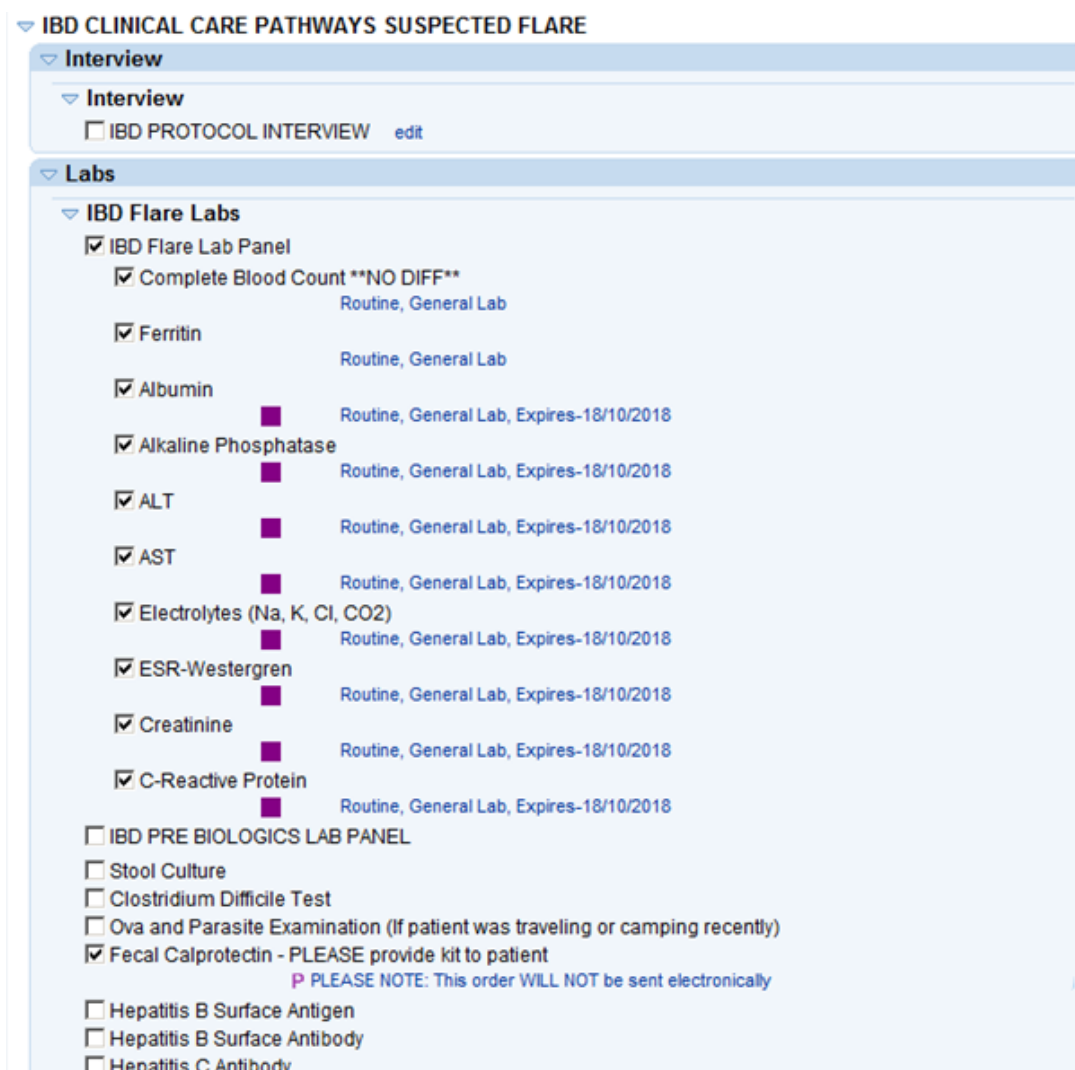 IBD CLINICAL CARE PATHWAYS SUSPECTED FLARE
Interview
Interview
IBD PROTOCOL INTERVIEW edit
Labs
IBD Flare Labs
IBD Flare Lab Panel
Complete Blood Count **NO DIFF**
Routine, General Lab
Ferritin
Routine, General Lab
Albumin
Routine, General Lab, Expires-18/10/2018
Alkaline Phosphatase
Routine, General Lab, Expires-18/10/2018
ALT
Routine, General Lab, Expires-18/10/2018
AST
Routine, General Lab, Expires-18/10/2018
Electrolytes (Na, K, Cl, CO2)
Routine, General Lab, Expires-18/10/2018
ESR-Westergren
Routine, General Lab, Expires-18/10/2018
Creatinine
Routine, General Lab, Expires-18/10/2018
C-Reactive Protein
Routine, General Lab, Expires-18/10/2018
IBD PRE BIOLOGICS LAB PANEL
Stool Culture
Clostridium Difficile Test
Ova and Parasite Examination (If patient was traveling or camping recently)
Fecal Calprotectin - PLEASE provide kit to patient
P PLEASE NOTE: This order WILL NOT be sent electronically
Hepatitis B Surface Antigen
Hepatitis B Surface Antibody
Hepatitis C Antibody